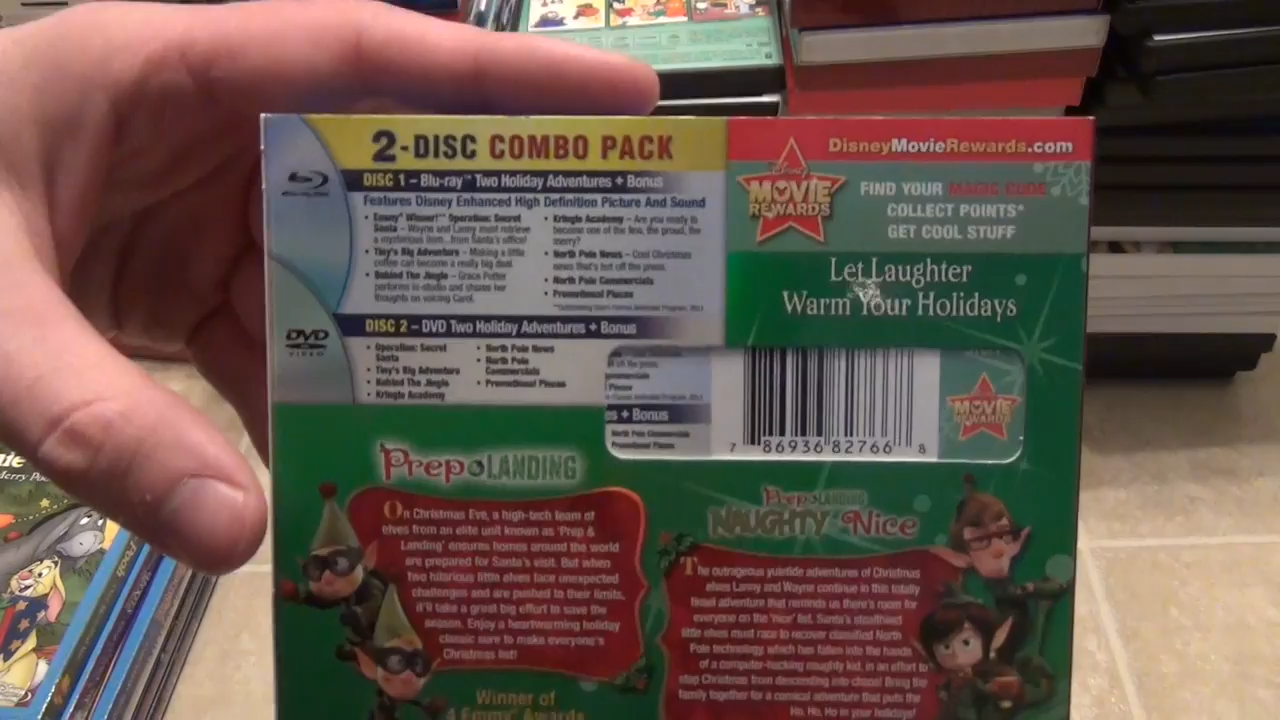 2-DISC COMBO PACK
DISC 1 – Blu-ray™ Two Holiday Adventures + Bonus
Features Disney Enhanced High Definition Picture And Sound
• Emmy® Winner!** Operation: Secret
Santa – Wayne and Lanny must retrieve
a mysterious item...from Santa's office!
• Tiny's Big Adventure – Making a little
coffee can become a really big deal.
• Behind The Jingle – Grace Potter
performs in-studio and shares her
thoughts on voicing Carol.
• Kringle Academy – Are you ready to
become one of the few, the proud, the
merry?
• North Pole News – Cool Christmas
news that's hot off the press.
• North Pole Commercials
• Promotional Pieces
DISC 2 – DVD Two Holiday Adventures + Bonus
DVD
VIDEO
• Operation: Secret
Santa
• Tiny's Big Adventure
• Behind The Jingle
• Kringle Academy
• North Pole News
• North Pole
Commercials
• Promotional Pieces
DisneyMovieRewards.com
Disney
MOVIE
REWARDS
FIND YOUR MAGIC CODE
COLLECT POINTS*
GET COOL STUFF
Let Laughter
Warm Your Holidays
es + Bonus
North Pole Commercials
Promotional Pieces
7 86936 82766 8
MOVIE
REWARDS
Prep & LANDING
On Christmas Eve, a high-tech team of
elves from an elite unit known as 'Prep &
Landing' ensures homes around the world
are prepared for Santa's visit. But when
two hilarious little elves face unexpected
challenges and are pushed to their limits,
it'll take a great big effort to save the
season. Enjoy a heartwarming holiday
classic sure to make everyone's
Christmas list!
Winner of
4 Emmy® Awards
Prep & LANDING
NAUGHTY vs Nice
The outrageous yuletide adventures of Christmas
elves Lanny and Wayne continue in this totally
tinsel adventure that reminds us there's room for
everyone on the 'nice' list. Santa's stealthiest
little elves must race to recover classified North
Pole technology, which has fallen into the hands
of a computer-hacking naughty kid, in an effort to
stop Christmas from descending into chaos! Bring the
family together for a comical adventure that puts the
Ho, Ho, Ho in your holidays!
Pooh